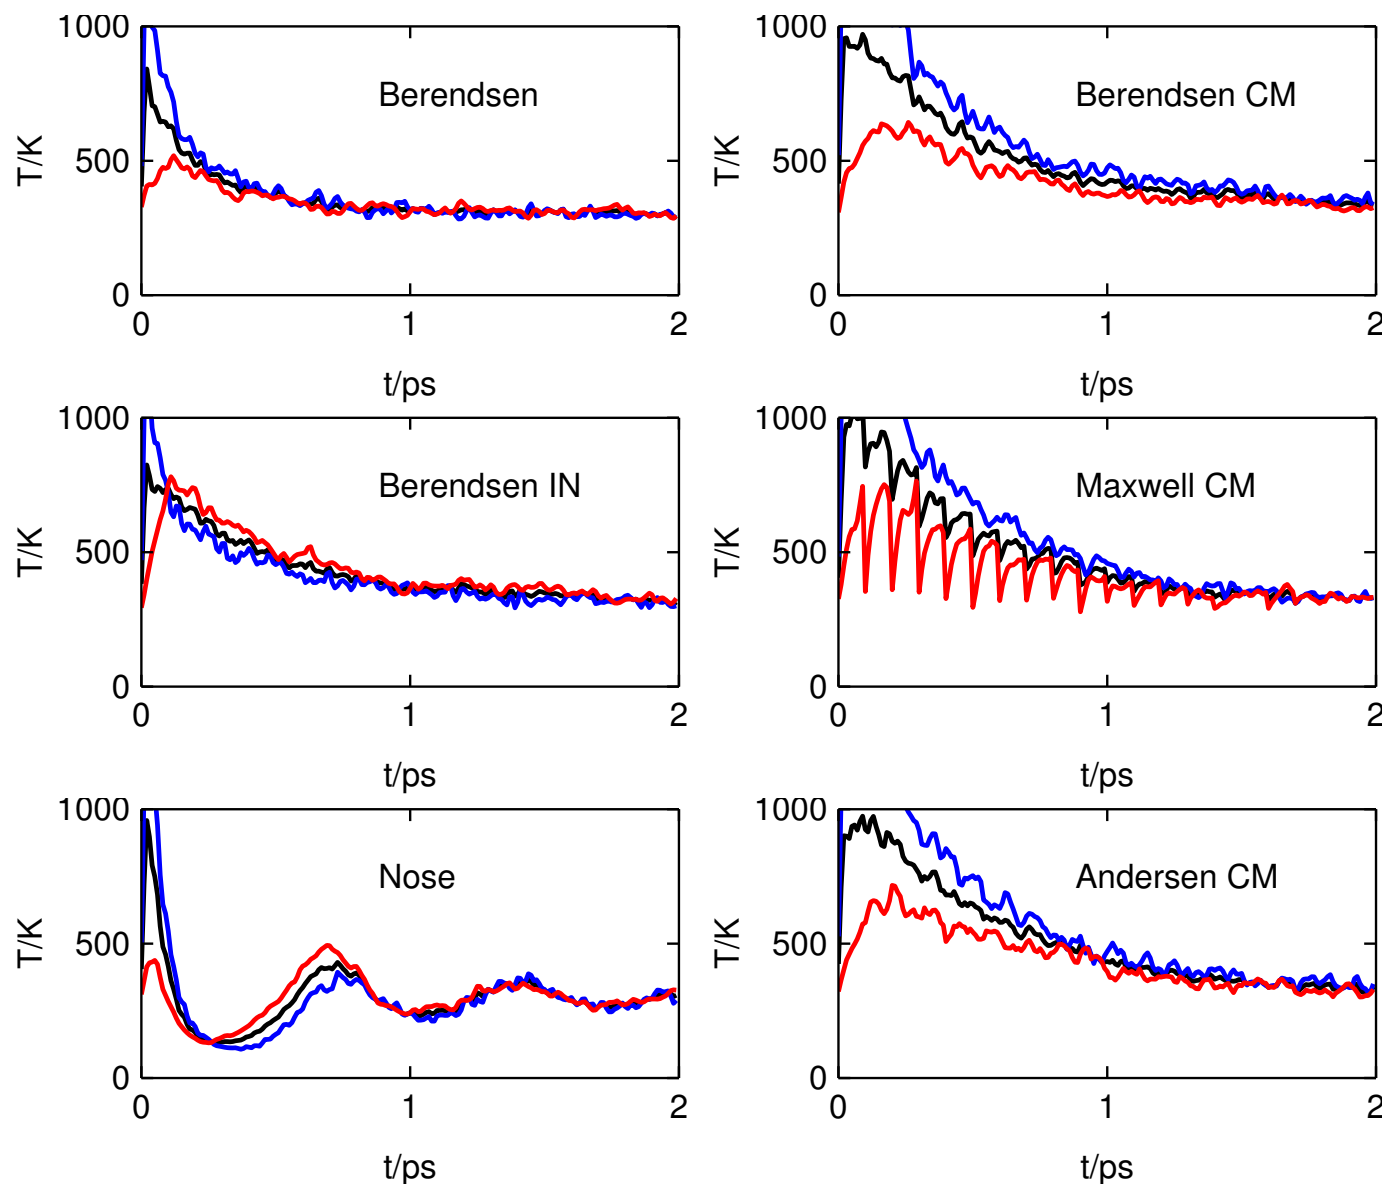 1000
500
0
T/K
Berendsen
0 1 2
t/ps
1000
500
0
T/K
Berendsen CM
0 1 2
t/ps
1000
500
0
T/K
Berendsen IN
0 1 2
t/ps
1000
500
0
T/K
Maxwell CM
0 1 2
t/ps
1000
500
0
T/K
Nose
0 1 2
t/ps
1000
500
0
T/K
Andersen CM
0 1 2
t/ps